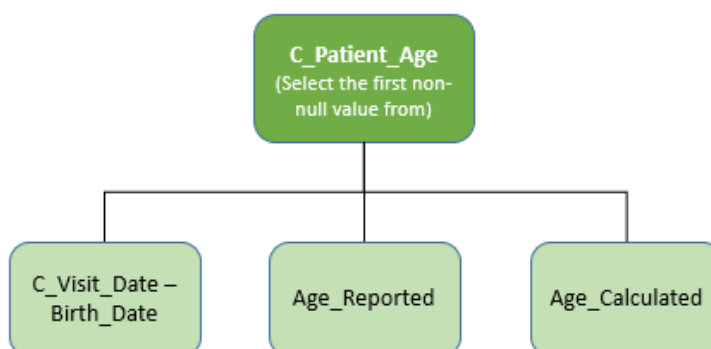 C_Patient_Age
(Select the first non-
null value from)
C_Visit_Date –
Birth_Date
Age_Reported
Age_Calculated